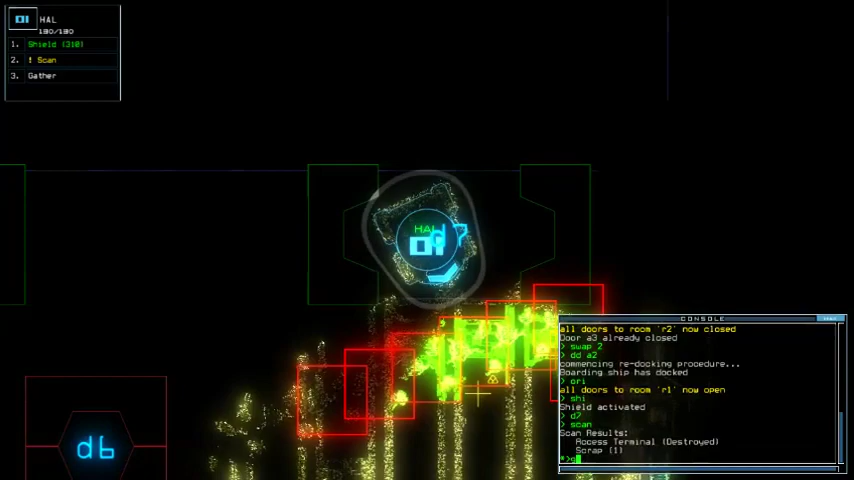 HAL
180/180
1. Shield (310)
2. ! Scan
3. Gather
HAL
d7
d6
CONSOLE
all doors to room 'r2' now closed
Door a3 already closed
> swap 2
> dd a2
commencing re-docking procedure...
Boarding ship has docked
> ori
all doors to room 'r1' now open
> shi
Shield activated
> d7
> scan
Scan Results:
Access Terminal (Destroyed)
Scrap (1)
>g